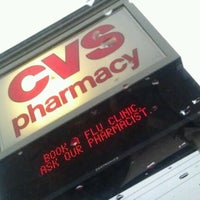 CVS
pharmacy
BOOK a FLU CLINIC
ASK OUR PHARMACIST.